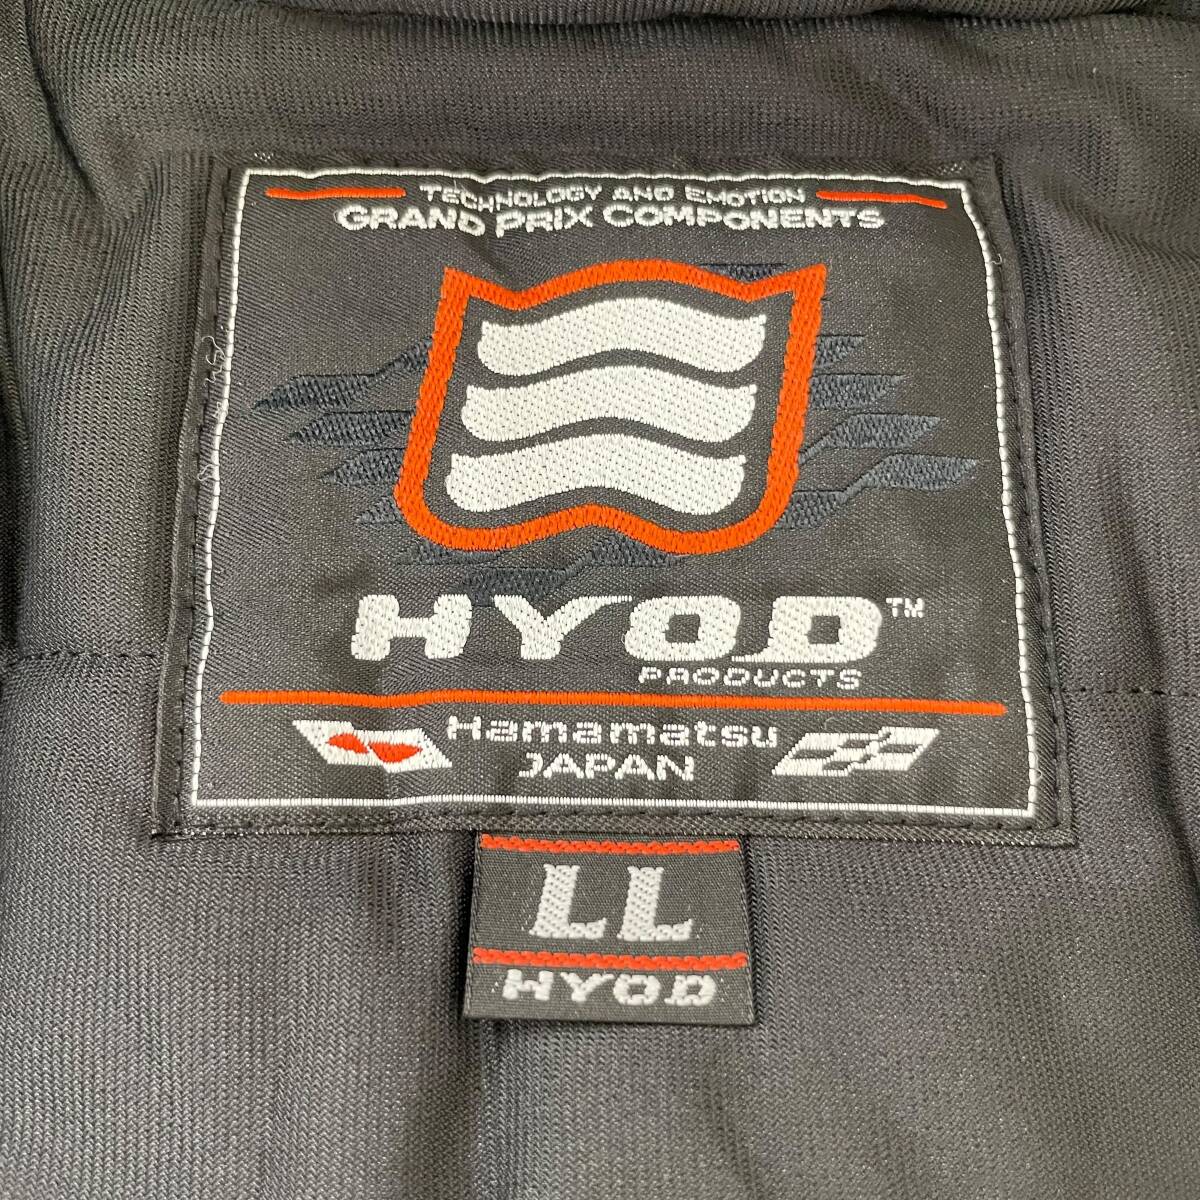 TECHNOLOGY AND EMOTION
GRAND PRIX COMPONENTS
HYOD™
PRODUCTS
Hamamatsu
JAPAN
LL
HYOD